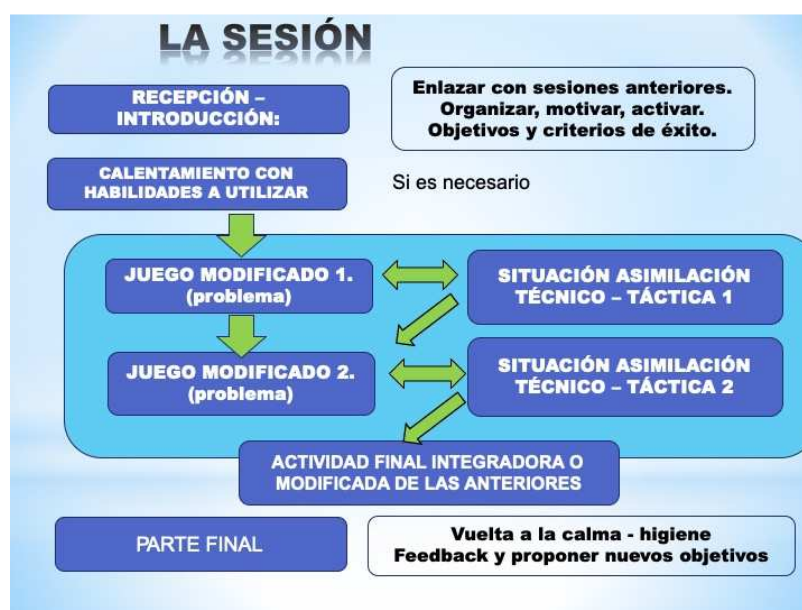 LA SESIÓN
RECEPCIÓN –
INTRODUCCIÓN:
Enlazar con sesiones anteriores.
Organizar, motivar, activar.
Objetivos y criterios de éxito.
CALENTAMIENTO CON
HABILIDADES A UTILIZAR
Si es necesario
JUEGO MODIFICADO 1.
(problema)
SITUACIÓN ASIMILACIÓN
TÉCNICO – TÁCTICA 1
JUEGO MODIFICADO 2.
(problema)
SITUACIÓN ASIMILACIÓN
TÉCNICO – TÁCTICA 2
ACTIVIDAD FINAL INTEGRADORA O
MODIFICADA DE LAS ANTERIORES
PARTE FINAL
Vuelta a la calma - higiene
Feedback y proponer nuevos objetivos